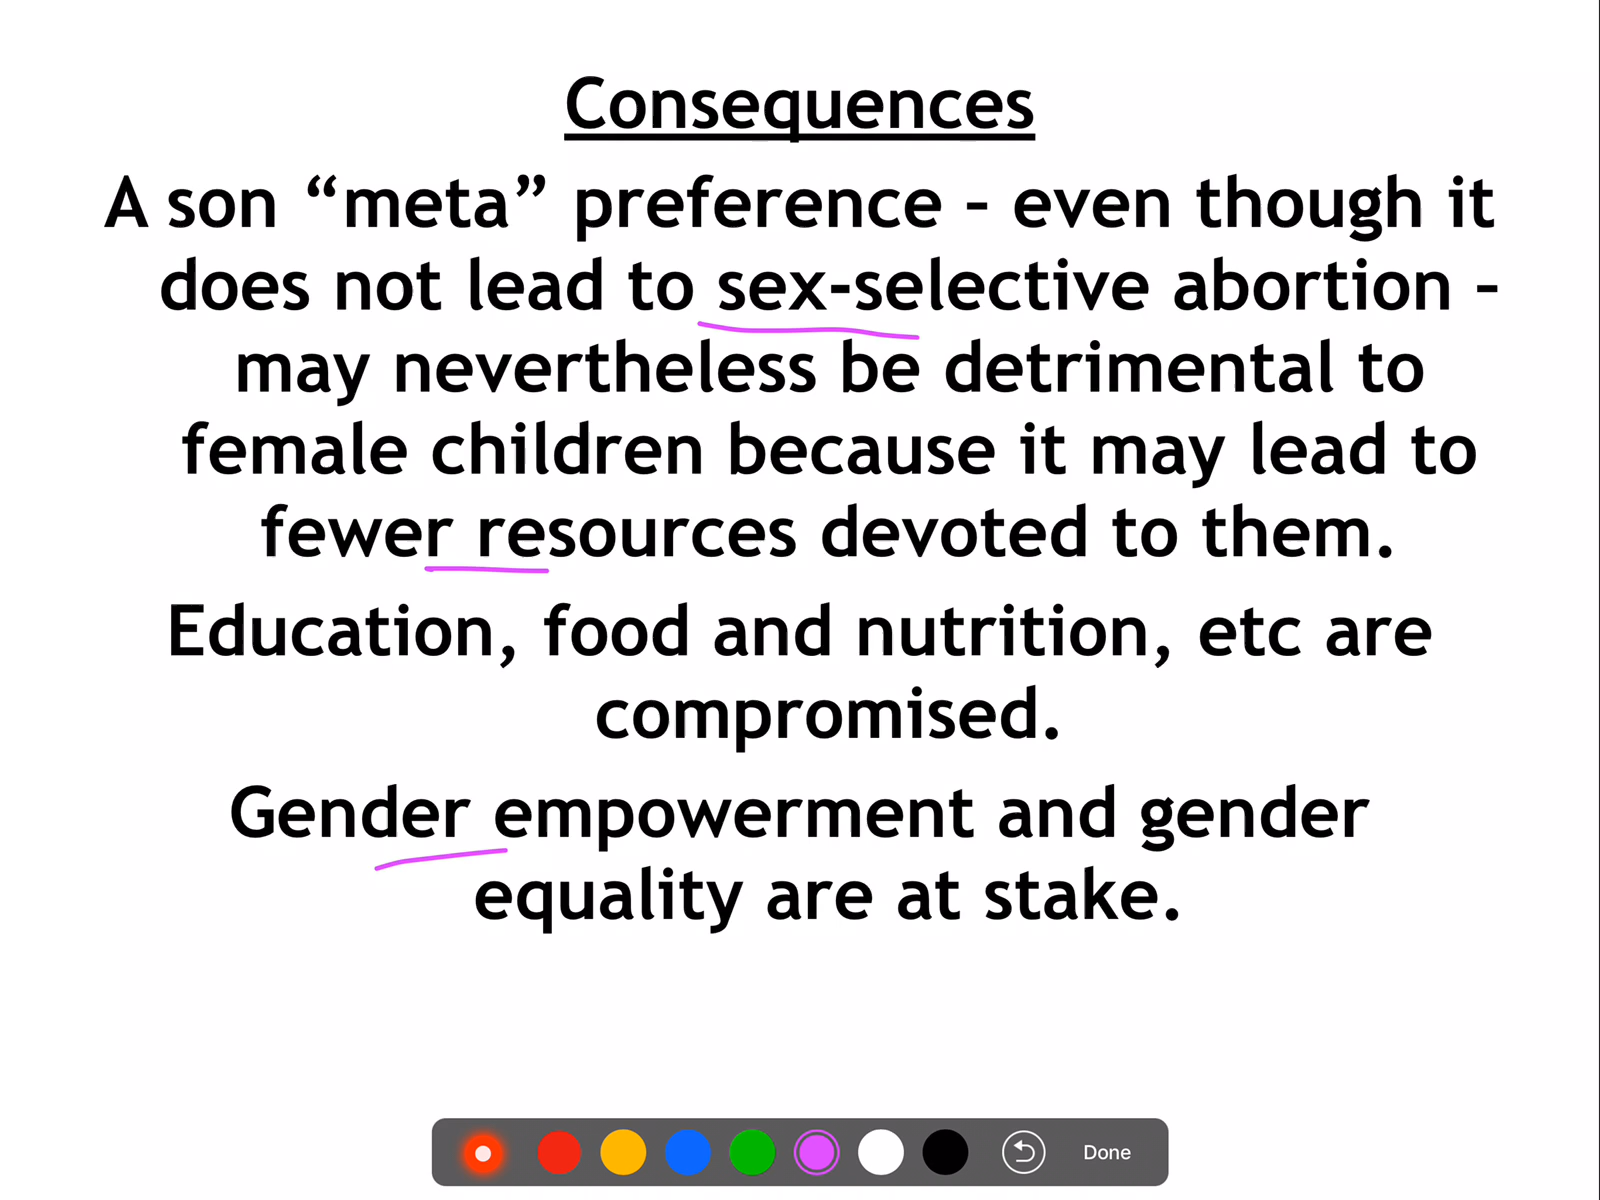 Consequences
A son “meta” preference – even though it
does not lead to sex-selective abortion –
may nevertheless be detrimental to
female children because it may lead to
fewer resources devoted to them.
Education, food and nutrition, etc are
compromised.
Gender empowerment and gender
equality are at stake.
Done